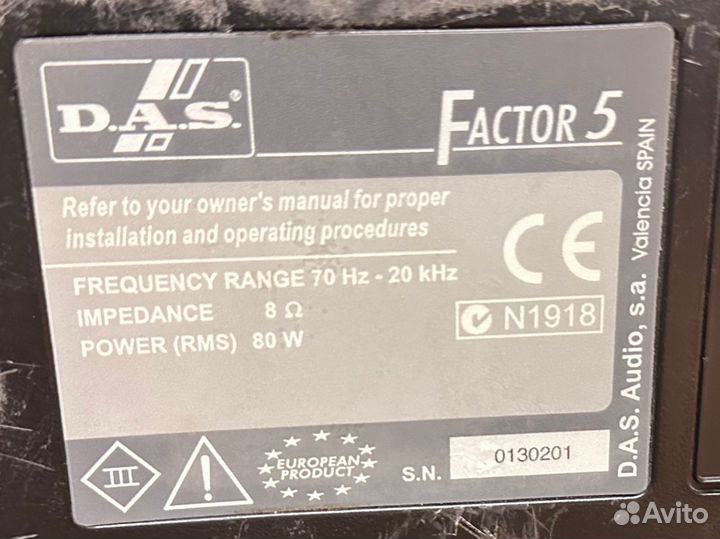 D.A.S.®
FACTOR 5
Refer to your owner's manual for proper
installation and operating procedures
FREQUENCY RANGE 70 Hz - 20 kHz
IMPEDANCE 8 Ω
POWER (RMS) 80 W
CE
N1918
III
!
EUROPEAN
PRODUCT
S.N. 0130201
D.A.S. Audio, s.a. Valencia SPAIN
Avito